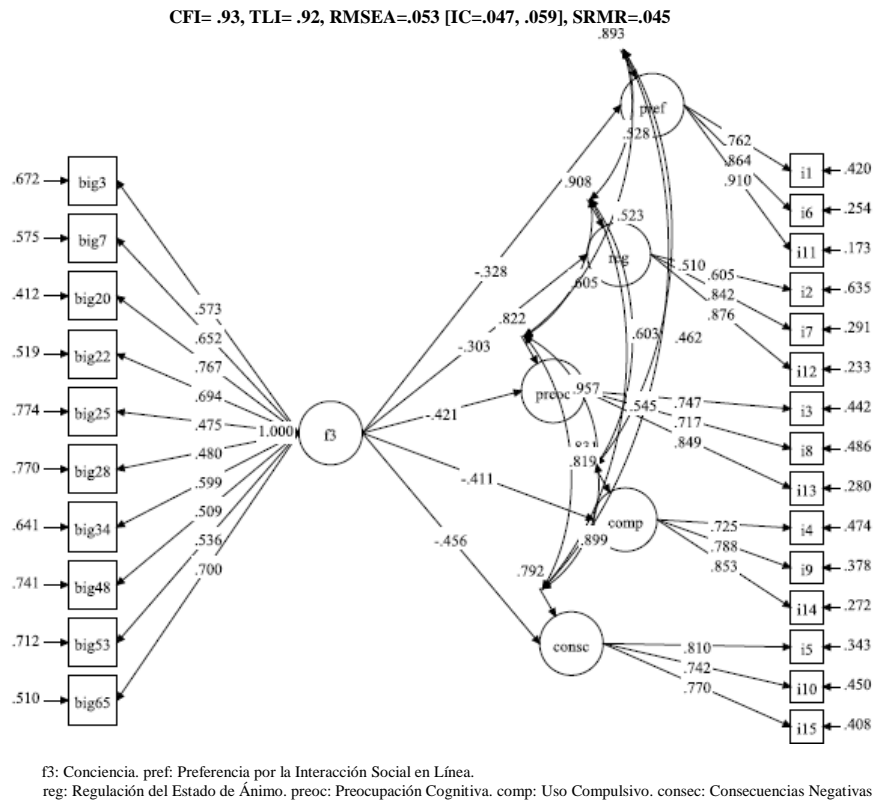 CFI= .93, TLI= .92, RMSEA=.053 [IC=.047, .059], SRMR=.045
.893
pref
.528
.762
.864
.910
i1
.420
.672
big3
.908
i6
.254
.523
i11
.173
.575
big7
reg
.510
.605
-.328
i2
.635
.605
.842
.412
big20
.573
.876
i7
.291
.822
.652
-.303
.603
.462
.519
big22
.767
i12
.233
.694
preoc
.957
.747
i3
.442
.774
big25
.475
1.000
f3
-.421
.545
.717
.849
i8
.486
.770
big28
.480
.819
.599
-.411
i13
.280
.641
big34
.509
comp
.725
i4
.474
.536
-.456
.899
.788
.853
i9
.378
.741
big48
.700
.792
i14
.272
.712
big53
consc
.810
i5
.343
.742
.770
i10
.450
.510
big65
i15
.408
f3: Conciencia. pref: Preferencia por la Interacción Social en Línea.
reg: Regulación del Estado de Ánimo. preoc: Preocupación Cognitiva. comp: Uso Compulsivo. consec: Consecuencias Negativas